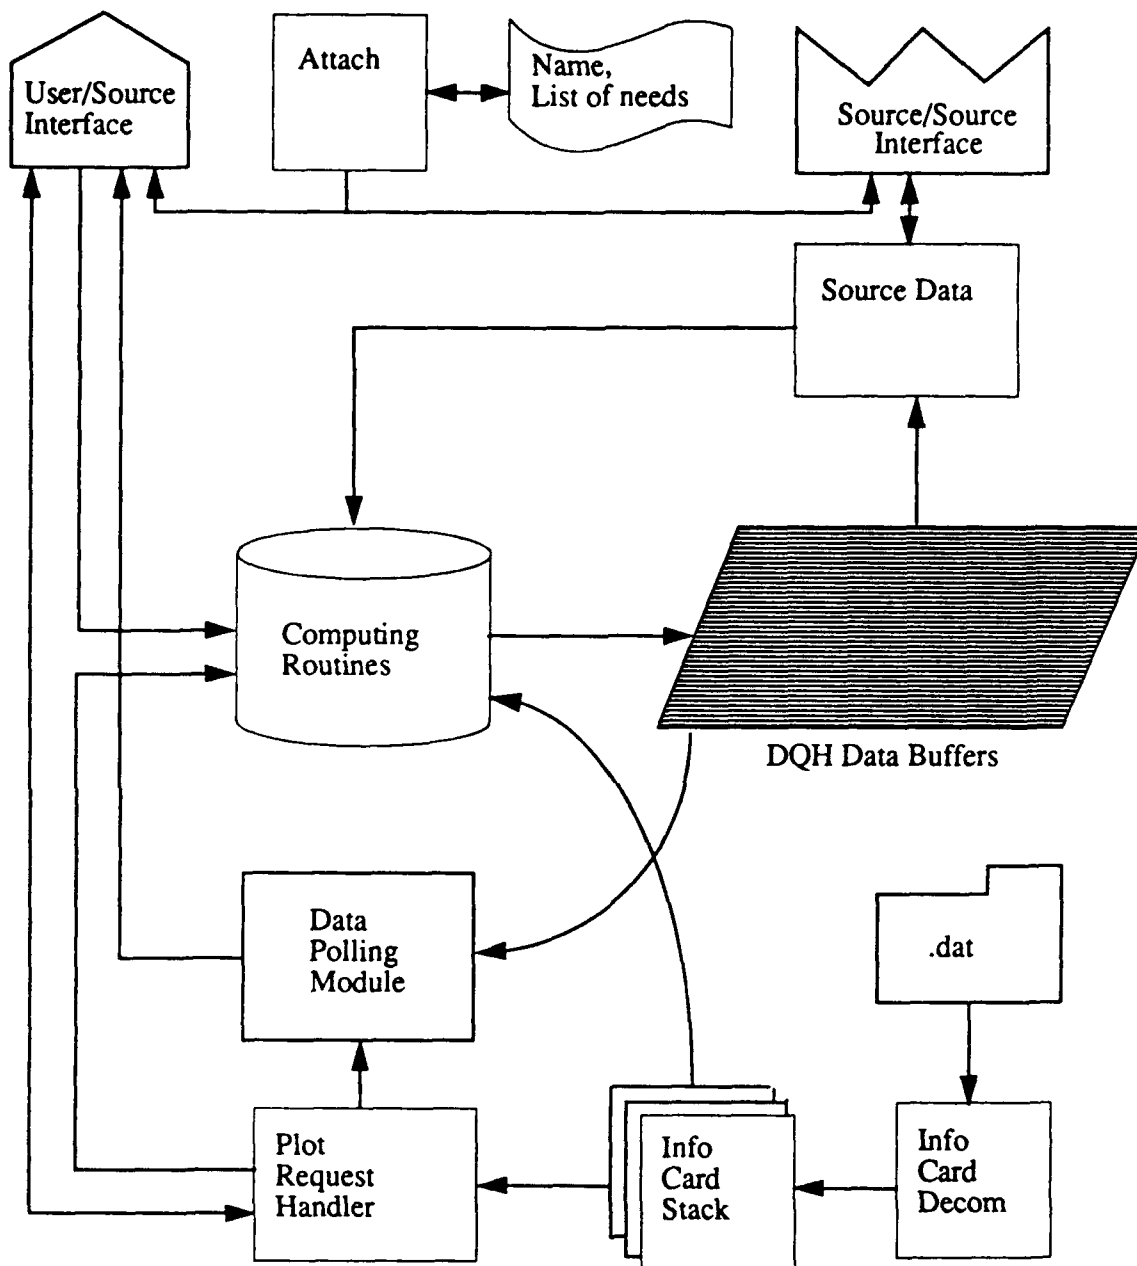 User/Source
Interface
Attach
Name,
List of needs
Source/Source
Interface
Source Data
Computing
Routines
DQH Data Buffers
Data
Polling
Module
.dat
Plot
Request
Handler
Info
Card
Stack
Info
Card
Decom